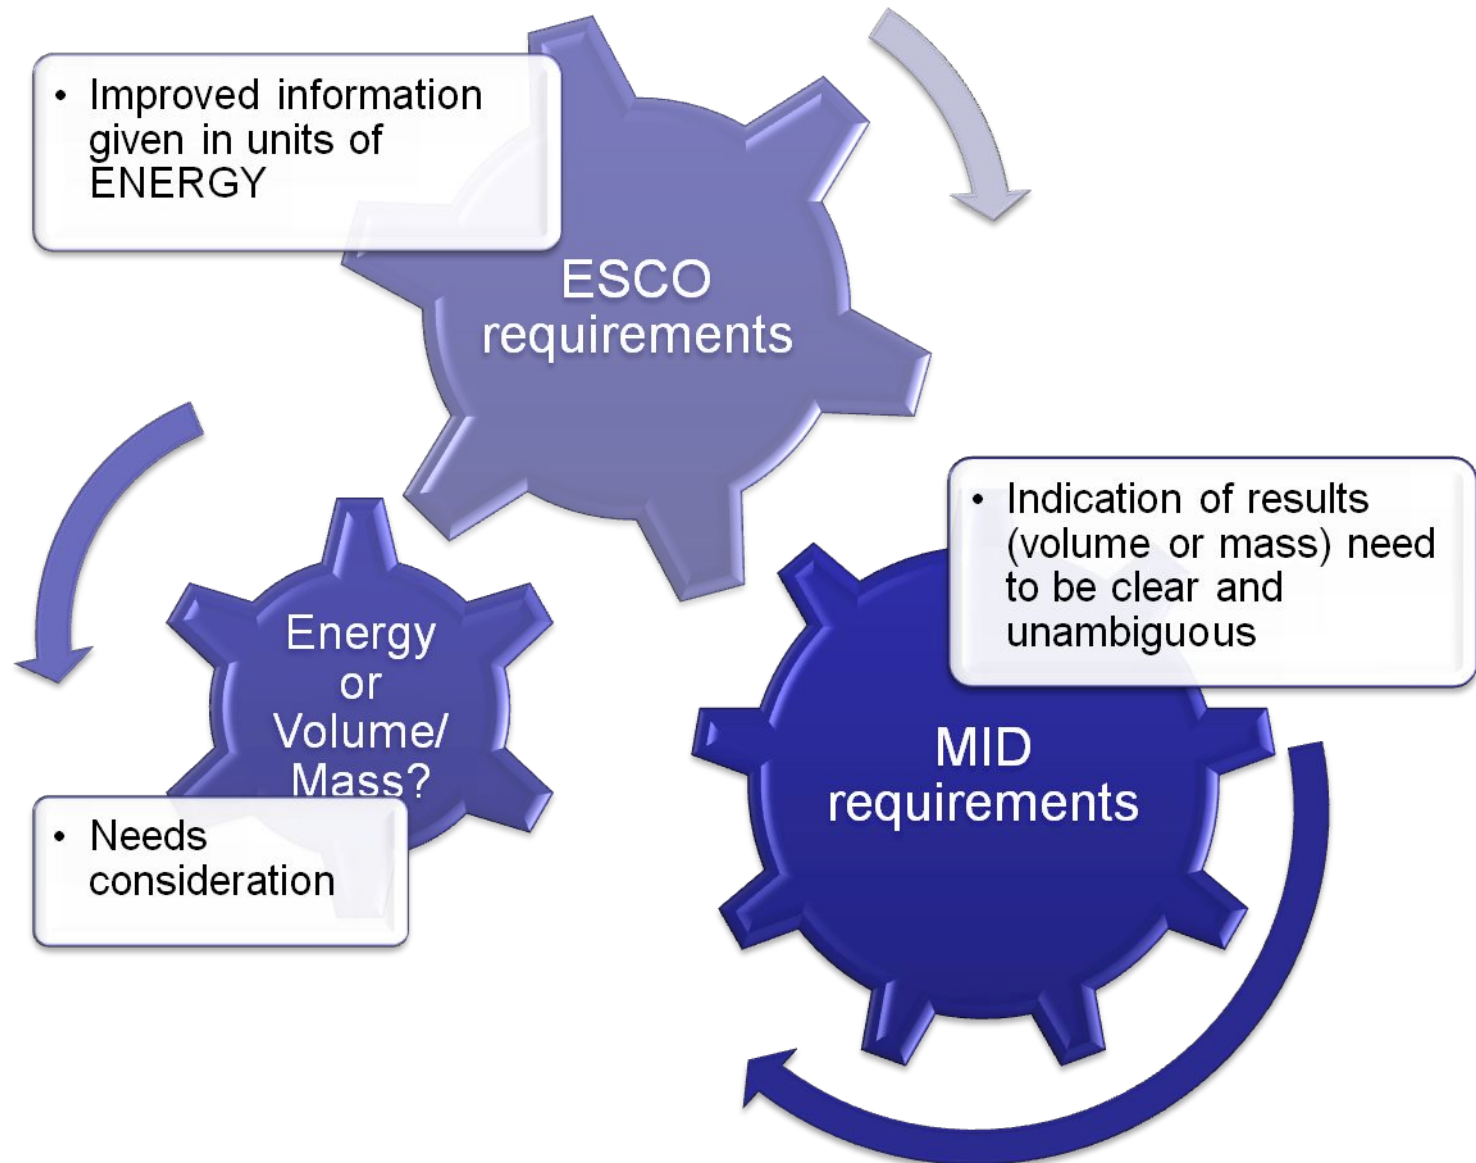 • Improved information
given in units of
ENERGY
ESCO
requirements
• Indication of results
(volume or mass) need
to be clear and
unambiguous
Energy
or
Volume/
Mass?
MID
requirements
• Needs
consideration